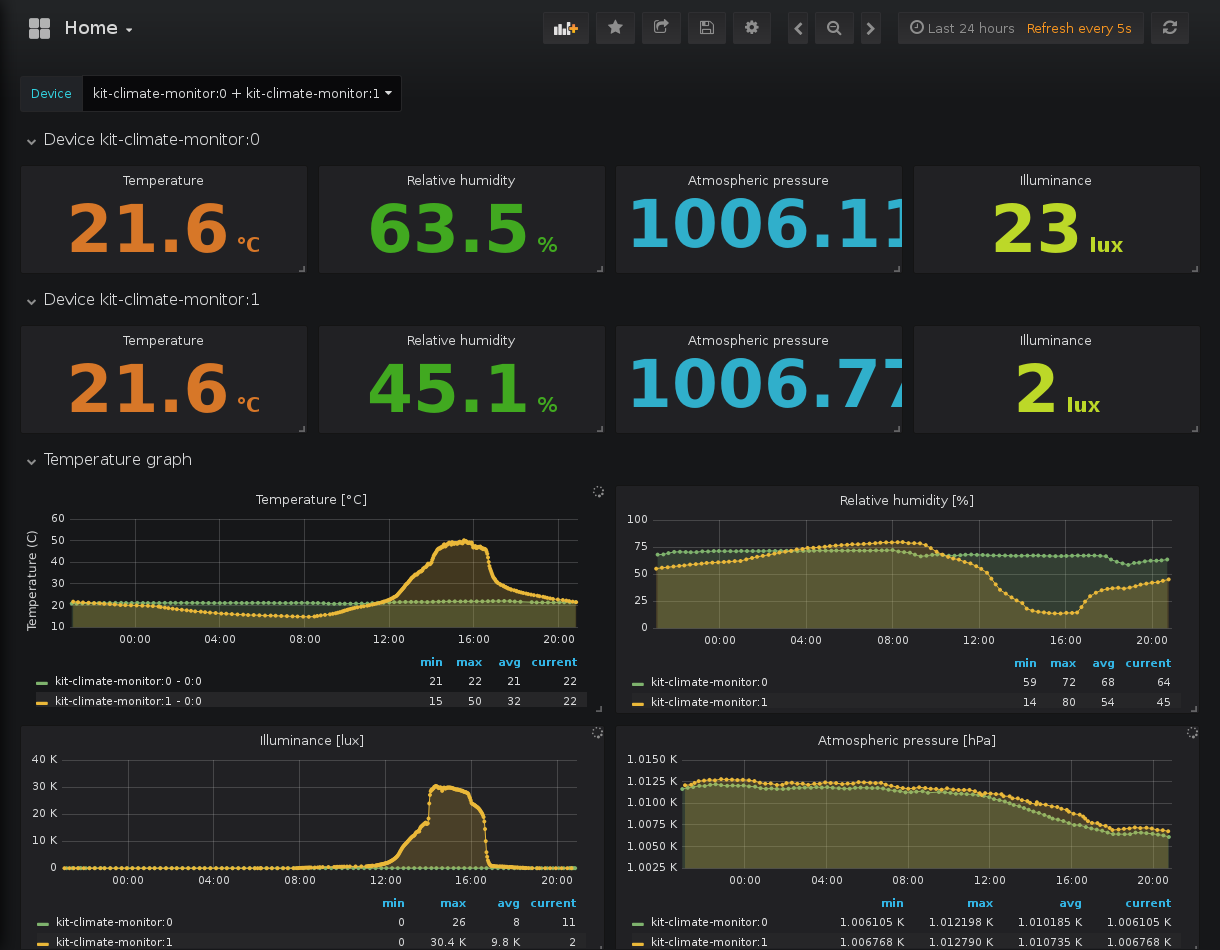 Home
Last 24 hours Refresh every 5s
Device kit-climate-monitor:0 + kit-climate-monitor:1
Device kit-climate-monitor:0
Temperature Relative humidity Atmospheric pressure Illuminance
21.6 °C 63.5 % 1006.11 23 lux
Device kit-climate-monitor:1
Temperature Relative humidity Atmospheric pressure Illuminance
21.6 °C 45.1 % 1006.77 2 lux
Temperature graph
Temperature [°C]
Temperature (C)
60
50
40
30
20
10
00:00 04:00 08:00 12:00 16:00 20:00
min max avg current
kit-climate-monitor:0 - 0:0 21 22 21 22
kit-climate-monitor:1 - 0:0 15 50 32 22
Relative humidity [%]
100
75
50
25
0
00:00 04:00 08:00 12:00 16:00 20:00
min max avg current
kit-climate-monitor:0 59 72 68 64
kit-climate-monitor:1 14 80 54 45
Illuminance [lux]
40 K
30 K
20 K
10 K
0
00:00 04:00 08:00 12:00 16:00 20:00
min max avg current
kit-climate-monitor:0 0 26 8 11
kit-climate-monitor:1 0 30.4 K 9.8 K 2
Atmospheric pressure [hPa]
1.0150 K
1.0125 K
1.0100 K
1.0075 K
1.0050 K
1.0025 K
00:00 04:00 08:00 12:00 16:00 20:00
min max avg current
kit-climate-monitor:0 1.006105 K 1.012198 K 1.010185 K 1.006105 K
kit-climate-monitor:1 1.006768 K 1.012790 K 1.010735 K 1.006768 K